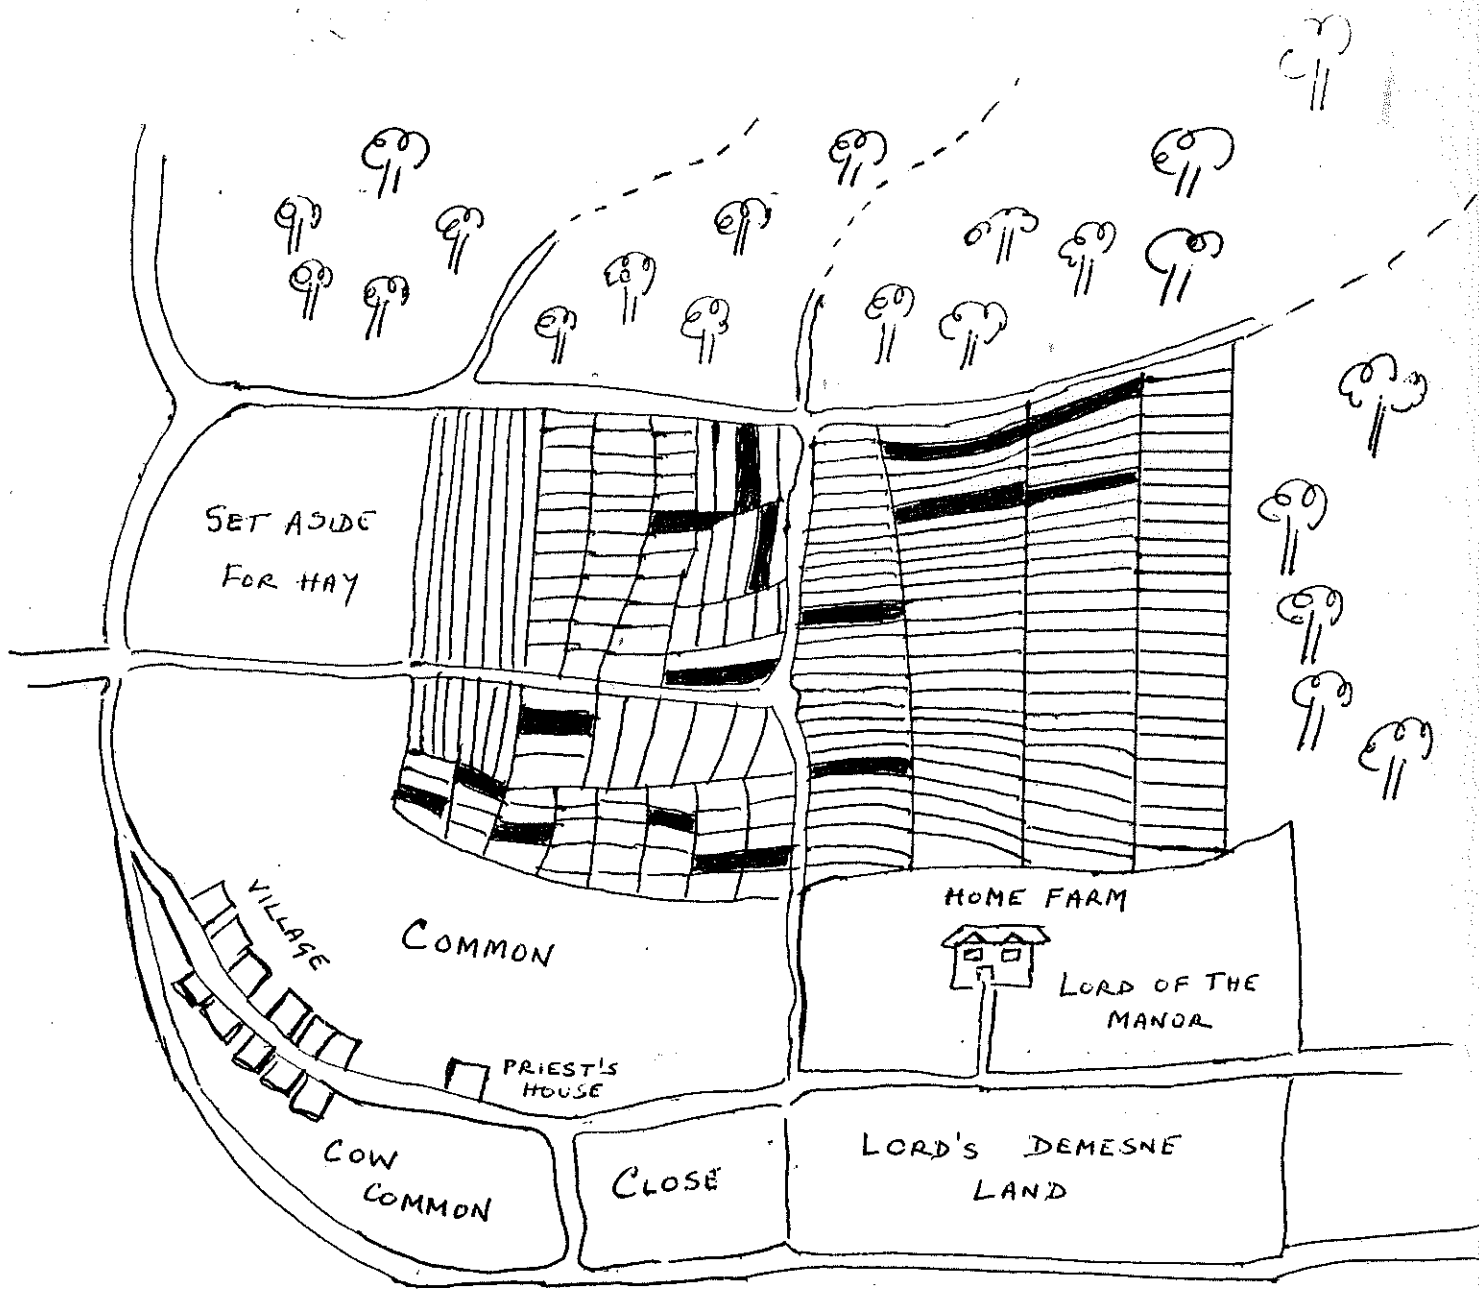 SET ASIDE
FOR HAY
VILLAGE
COMMON
HOME FARM
LORD OF THE
MANOR
PRIEST'S
HOUSE
COW
COMMON
CLOSE
LORD'S DEMESNE
LAND